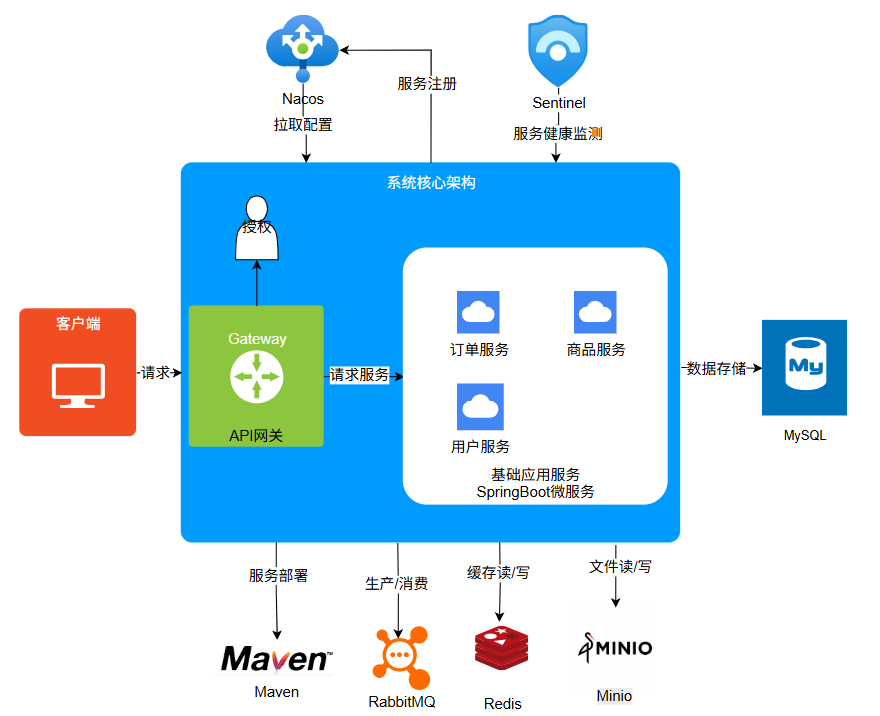 服务注册
Nacos
Sentinel
拉取配置
服务健康监测
系统核心架构
授权
客户端
Gateway
订单服务
商品服务
请求
请求服务
数据存储
My
API网关
用户服务
MySQL
基础应用服务
SpringBoot微服务
服务部署
生产/消费
缓存读/写
文件读/写
Maven™
MINIO
Maven
RabbitMQ
Redis
Minio